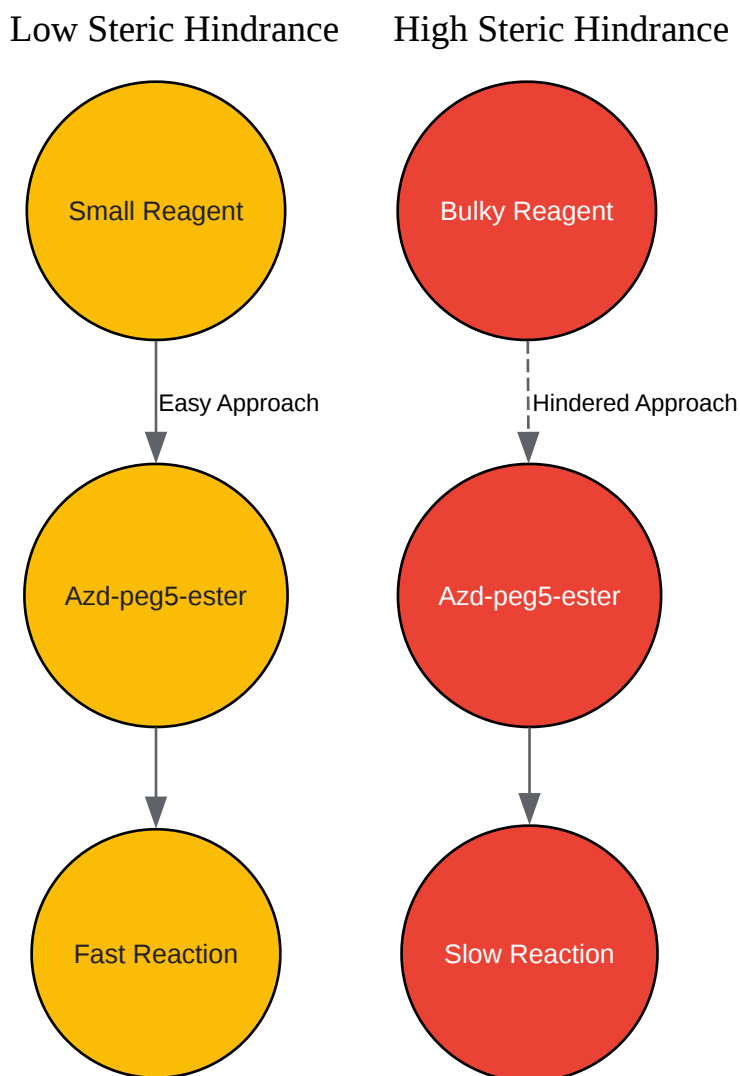 Low Steric Hindrance
High Steric Hindrance
Small Reagent
Bulky Reagent
Easy Approach
Hindered Approach
Azd-peg5-ester
Azd-peg5-ester
Fast Reaction
Slow Reaction